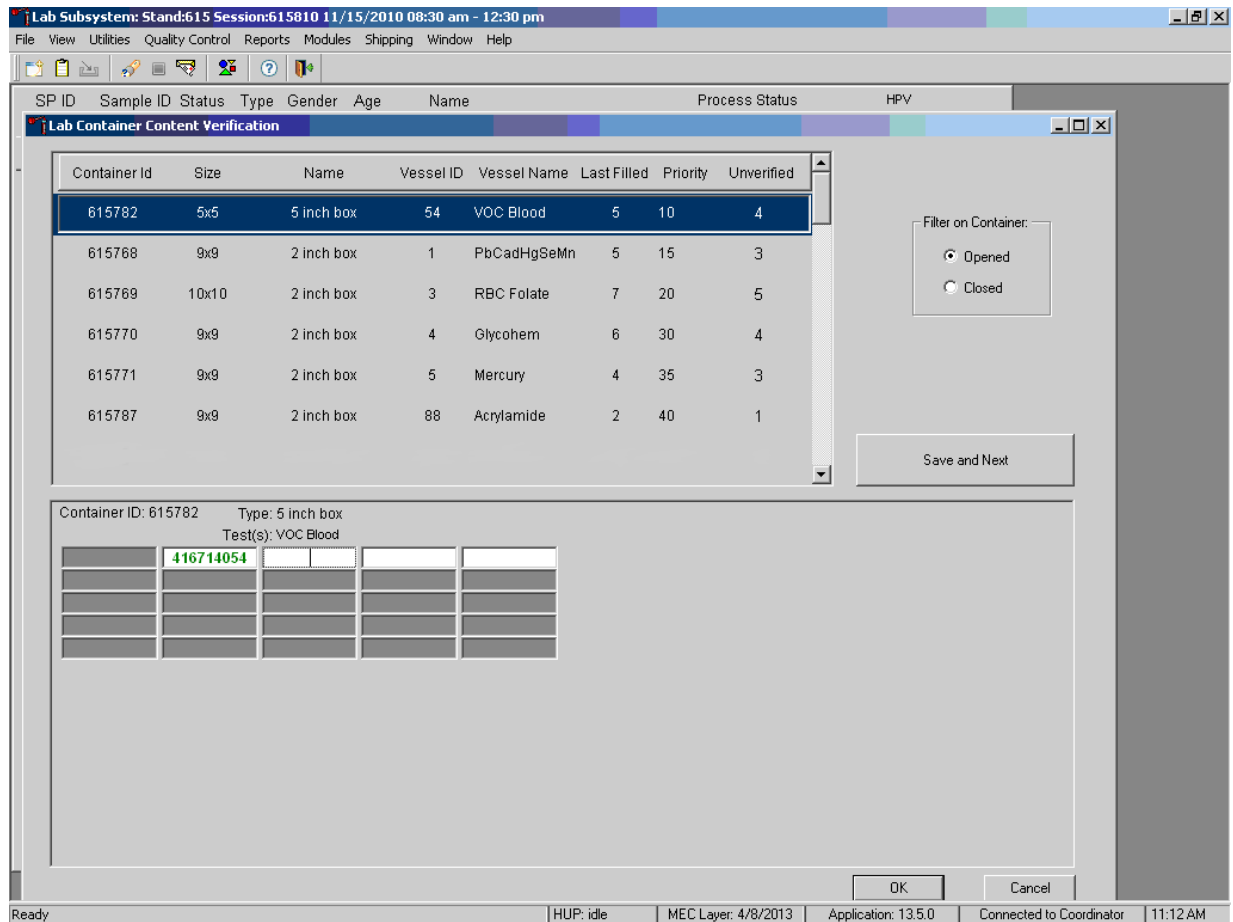 Lab Subsystem: Stand:615 Session:615810 11/15/2010 08:30 am - 12:30 pm
File View Utilities Quality Control Reports Modules Shipping Window Help
SP ID Sample ID Status Type Gender Age Name Process Status HPV
Lab Container Content Verification
Container Id Size Name Vessel ID Vessel Name Last Filled Priority Unverified
615782 5x5 5 inch box 54 VOC Blood 5 10 4
615768 9x9 2 inch box 1 PbCadHgSeMn 5 15 3
615769 10x10 2 inch box 3 RBC Folate 7 20 5
615770 9x9 2 inch box 4 Glycohem 6 30 4
615771 9x9 2 inch box 5 Mercury 4 35 3
615787 9x9 2 inch box 88 Acrylamide 2 40 1
Filter on Container:
Opened
Closed
Save and Next
Container ID: 615782 Type: 5 inch box
Test(s): VOC Blood
416714054
OK Cancel
Ready HUP: idle MEC Layer: 4/8/2013 Application: 13.5.0 Connected to Coordinator 11:12 AM